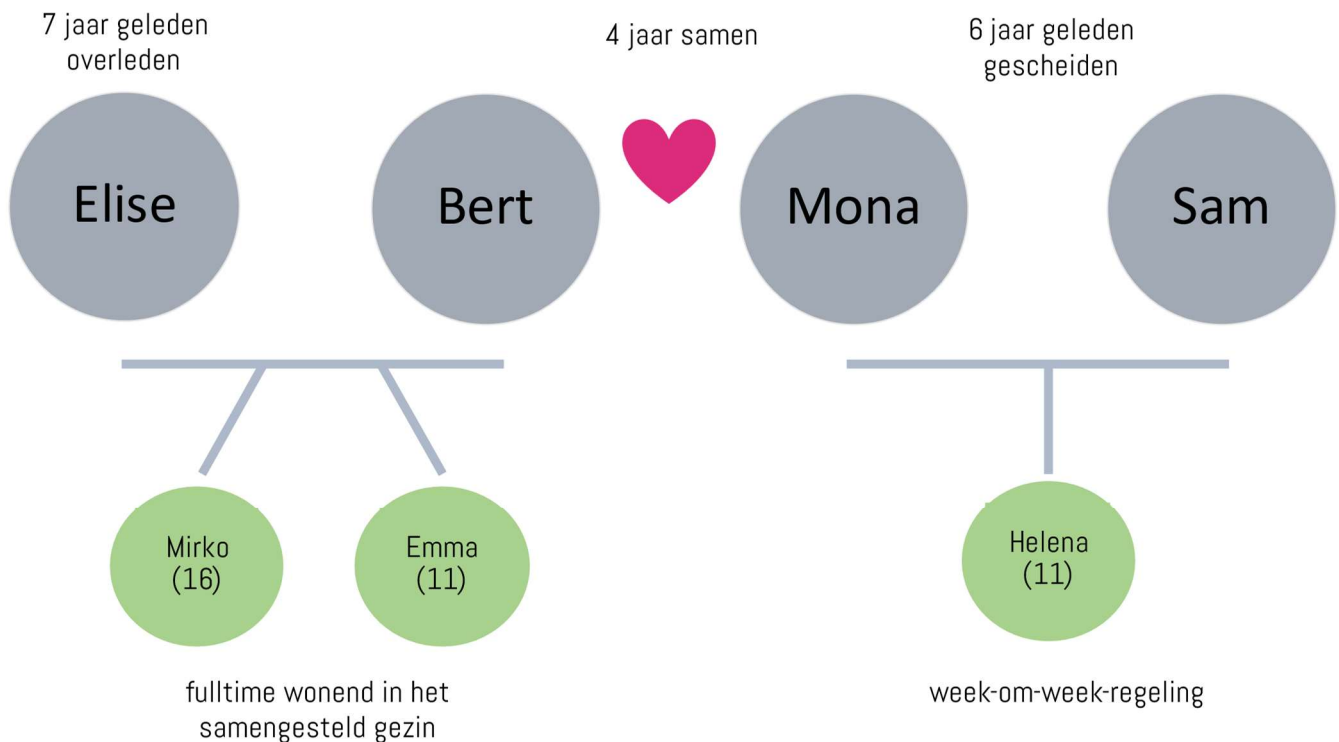 7 jaar geleden
overleden
4 jaar samen
6 jaar geleden
gescheiden
Elise
Bert
Mona
Sam
Mirko
(16)
Emma
(11)
Helena
(11)
fulltime wonend in het
samengesteld gezin
week-om-week-regeling